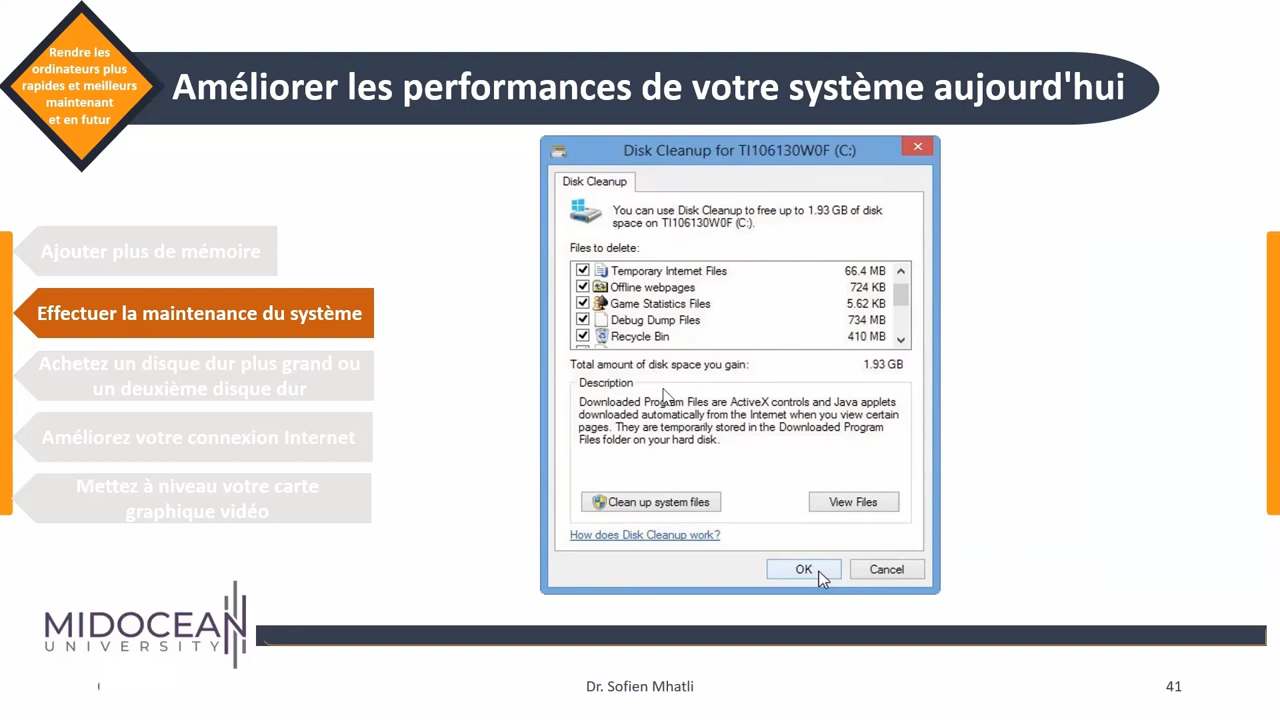 Rendre les
ordinateurs plus
rapides et meilleurs
maintenant
et en futur
Améliorer les performances de votre système aujourd'hui
Ajouter plus de mémoire
Effectuer la maintenance du système
Achetez un disque dur plus grand ou
un deuxième disque dur
Améliorez votre connexion Internet
Mettez à niveau votre carte
graphique vidéo
Disk Cleanup for TI106130W0F (C:)
Disk Cleanup
You can use Disk Cleanup to free up to 1.93 GB of disk
space on TI106130W0F (C:).
Files to delete:
Temporary Internet Files 66.4 MB
Offline webpages 724 KB
Game Statistics Files 5.62 KB
Debug Dump Files 734 MB
Recycle Bin 410 MB
Total amount of disk space you gain: 1.93 GB
Description
Downloaded Program Files are ActiveX controls and Java applets
downloaded automatically from the Internet when you view certain
pages. They are temporarily stored in the Downloaded Program
Files folder on your hard disk.
Clean up system files View Files
How does Disk Cleanup work?
OK Cancel
MIDOCEAN
UNIVERSITY
Dr. Sofien Mhatli
41